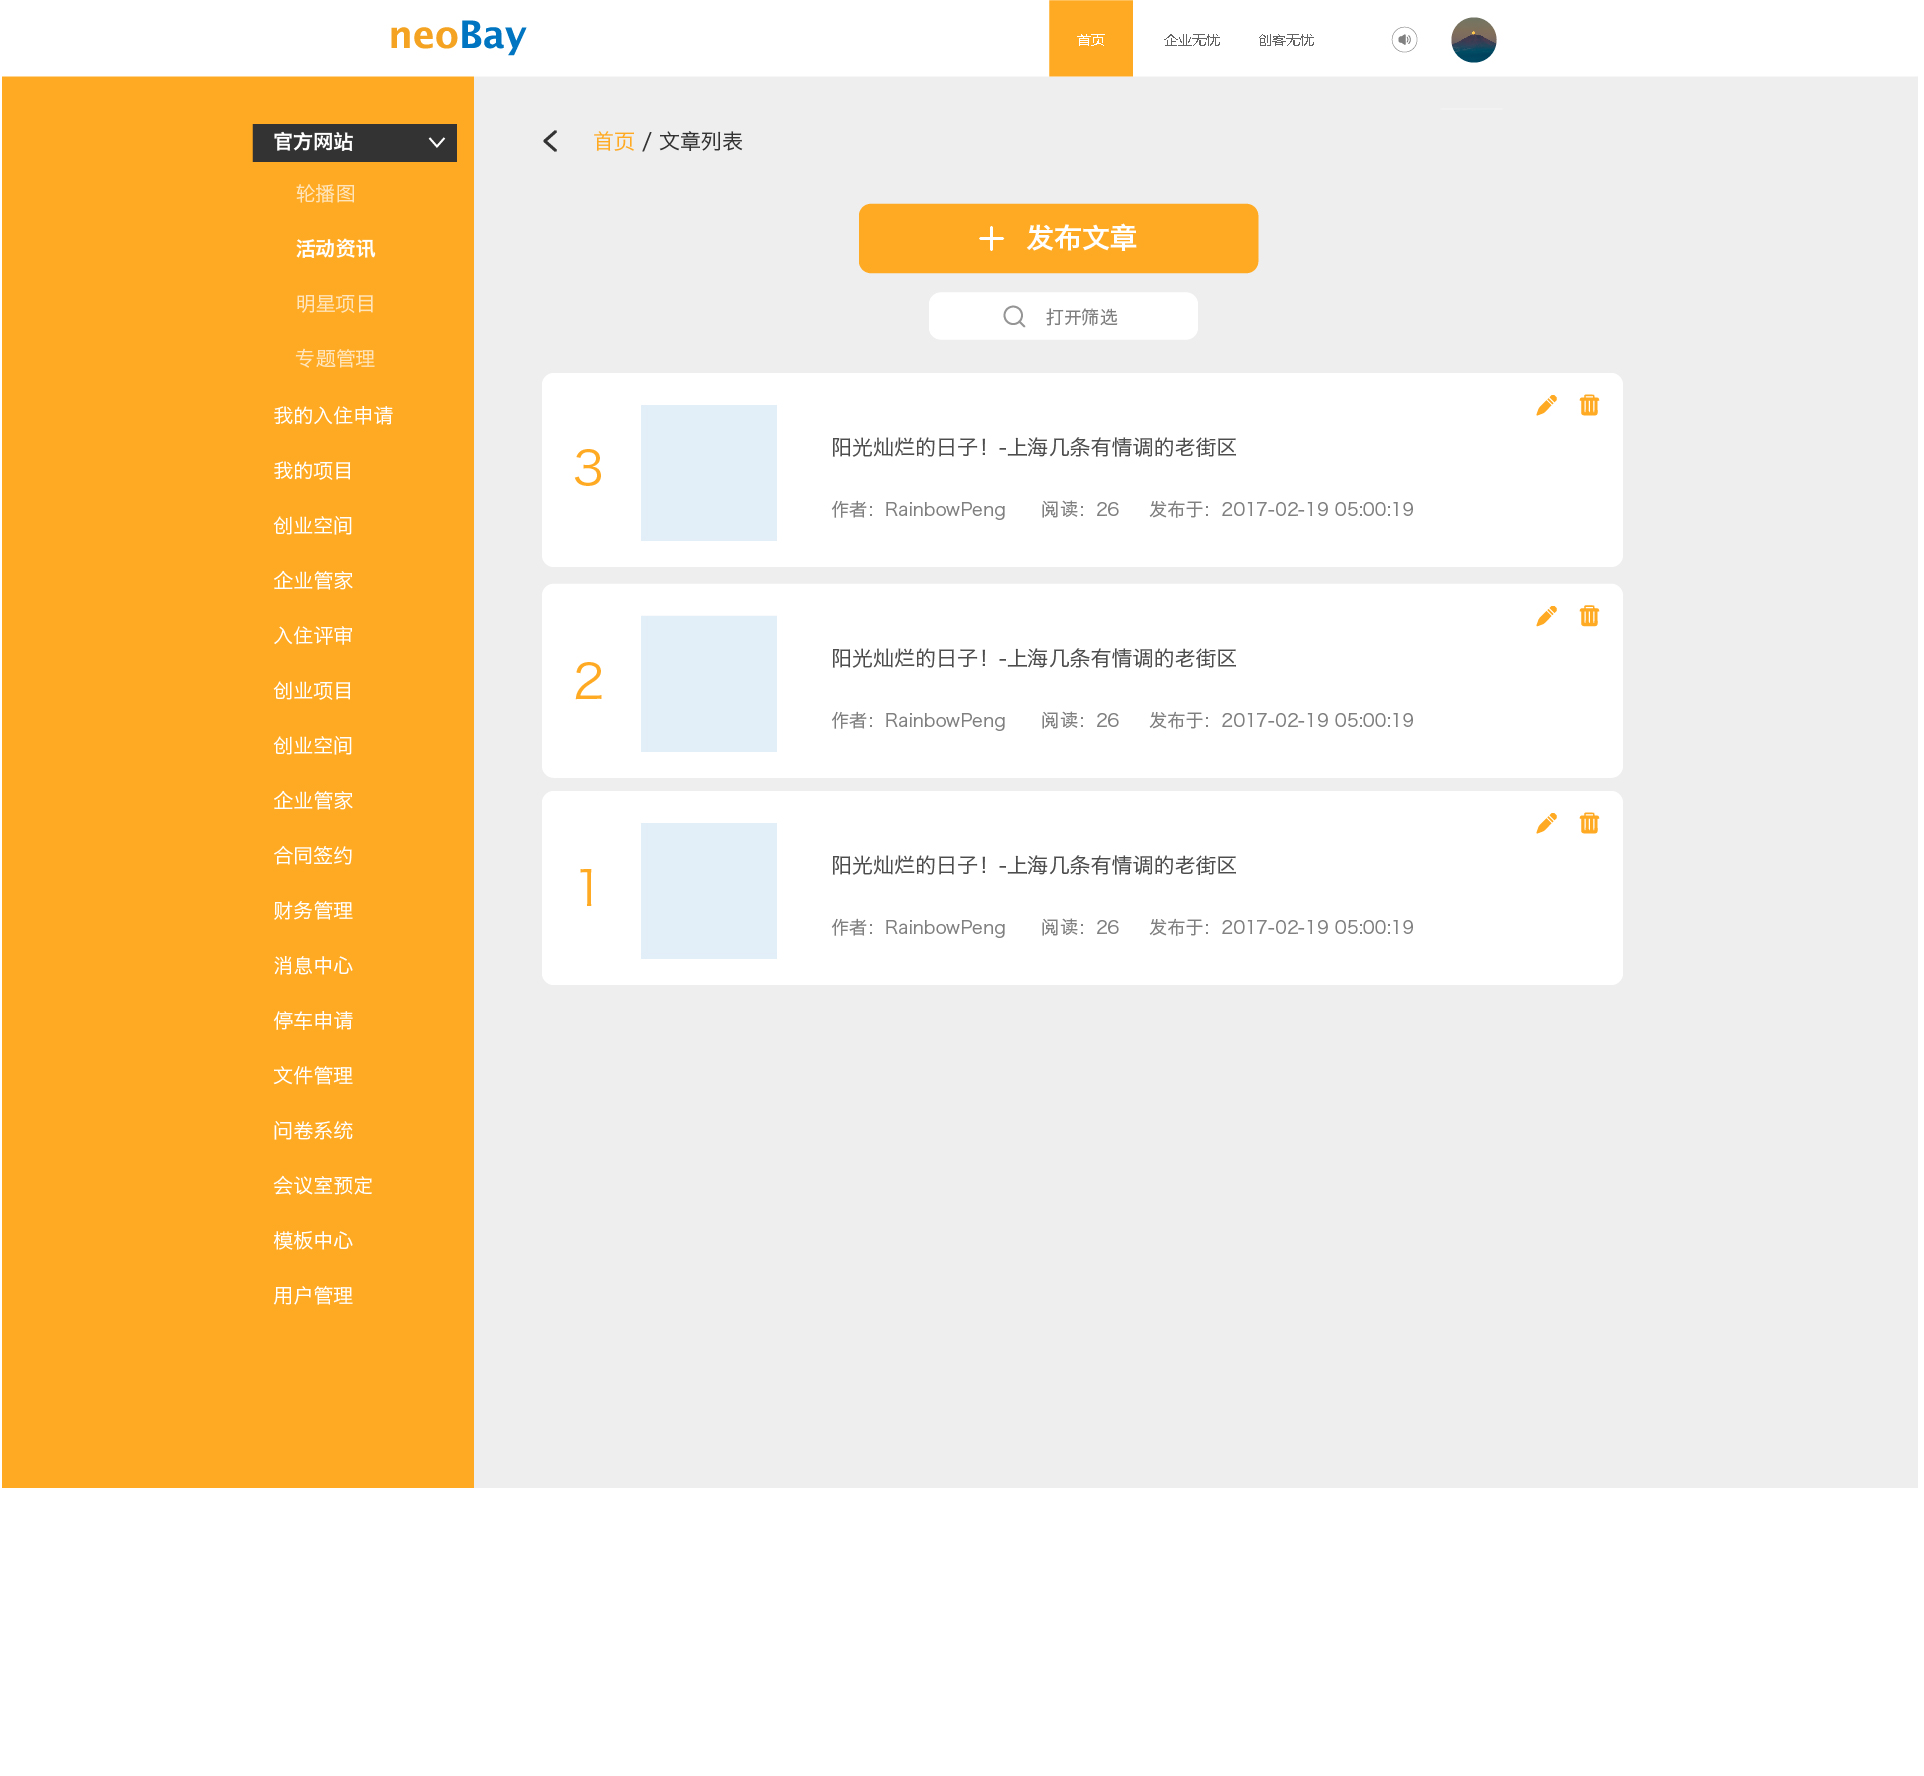 neoBay
首页 企业无忧 创客无忧
官方网站
轮播图
活动资讯
明星项目
专题管理
我的入住申请
我的项目
创业空间
企业管家
入住评审
创业项目
创业空间
企业管家
合同签约
财务管理
消息中心
停车申请
文件管理
问卷系统
会议室预定
模板中心
用户管理
首页 / 文章列表
发布文章
打开筛选
3
阳光灿烂的日子！-上海几条有情调的老街区
作者：RainbowPeng 阅读：26 发布于：2017-02-19 05:00:19
2
阳光灿烂的日子！-上海几条有情调的老街区
作者：RainbowPeng 阅读：26 发布于：2017-02-19 05:00:19
1
阳光灿烂的日子！-上海几条有情调的老街区
作者：RainbowPeng 阅读：26 发布于：2017-02-19 05:00:19